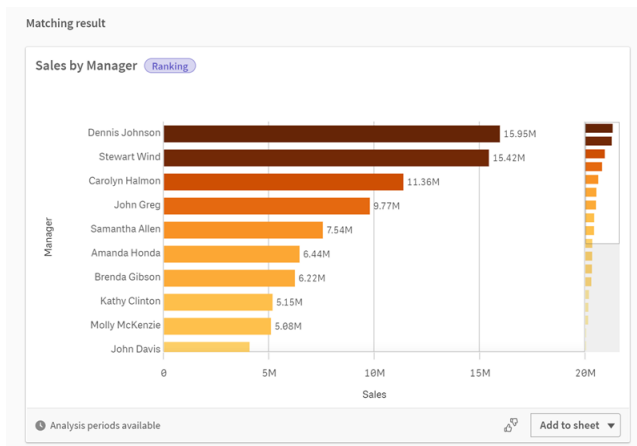 Matching result
Sales by Manager Ranking
Manager
Dennis Johnson 15.95M
Stewart Wind 15.42M
Carolyn Halmon 11.36M
John Greg 9.77M
Samantha Allen 7.54M
Amanda Honda 6.44M
Brenda Gibson 6.22M
Kathy Clinton 5.15M
Molly McKenzie 5.08M
John Davis
0 5M 10M 15M 20M
Sales
Analysis periods available Add to sheet